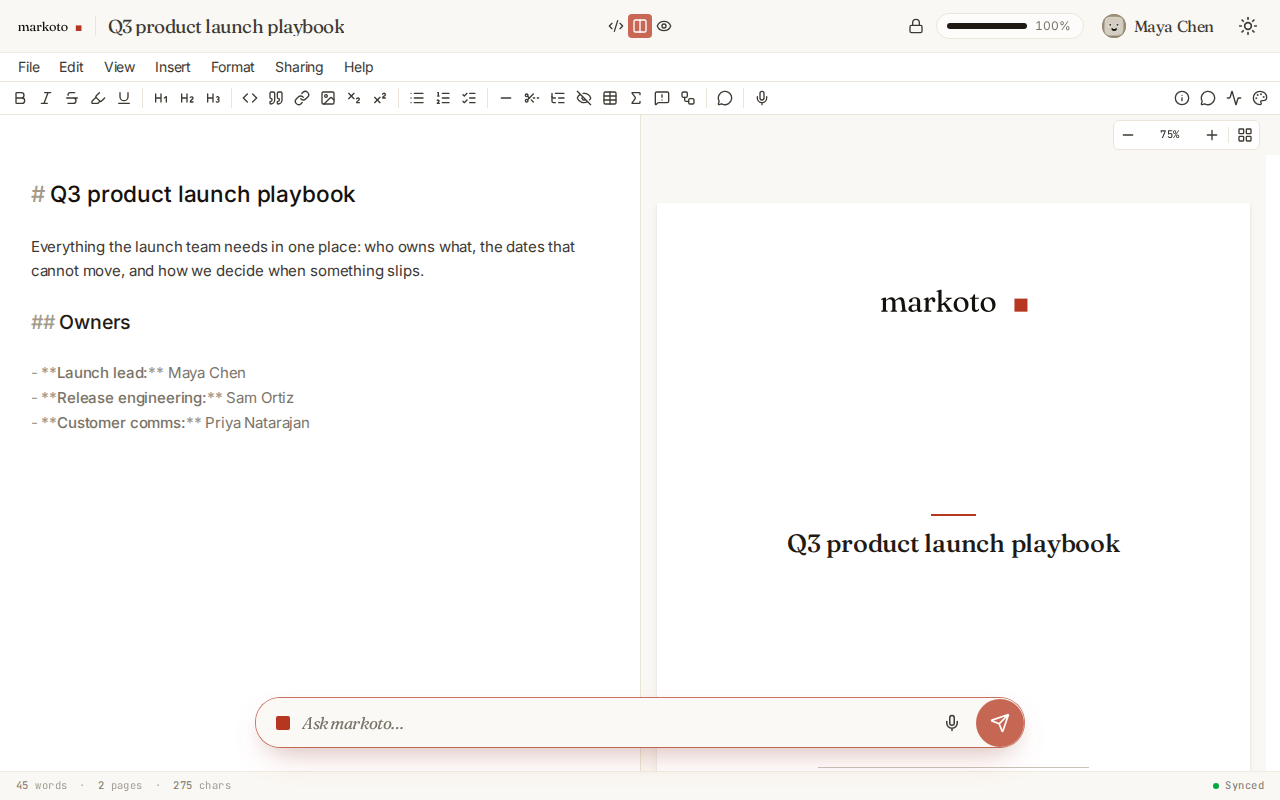 markoto
Q3 product launch playbook
100%
Maya Chen
File Edit View Insert Format Sharing Help
H1 H2 H3
75%
# Q3 product launch playbook
Everything the launch team needs in one place: who owns what, the dates that
cannot move, and how we decide when something slips.
## Owners
- **Launch lead:** Maya Chen
- **Release engineering:** Sam Ortiz
- **Customer comms:** Priya Natarajan
markoto
Q3 product launch playbook
Ask markoto...
45 words · 2 pages · 275 chars
Synced